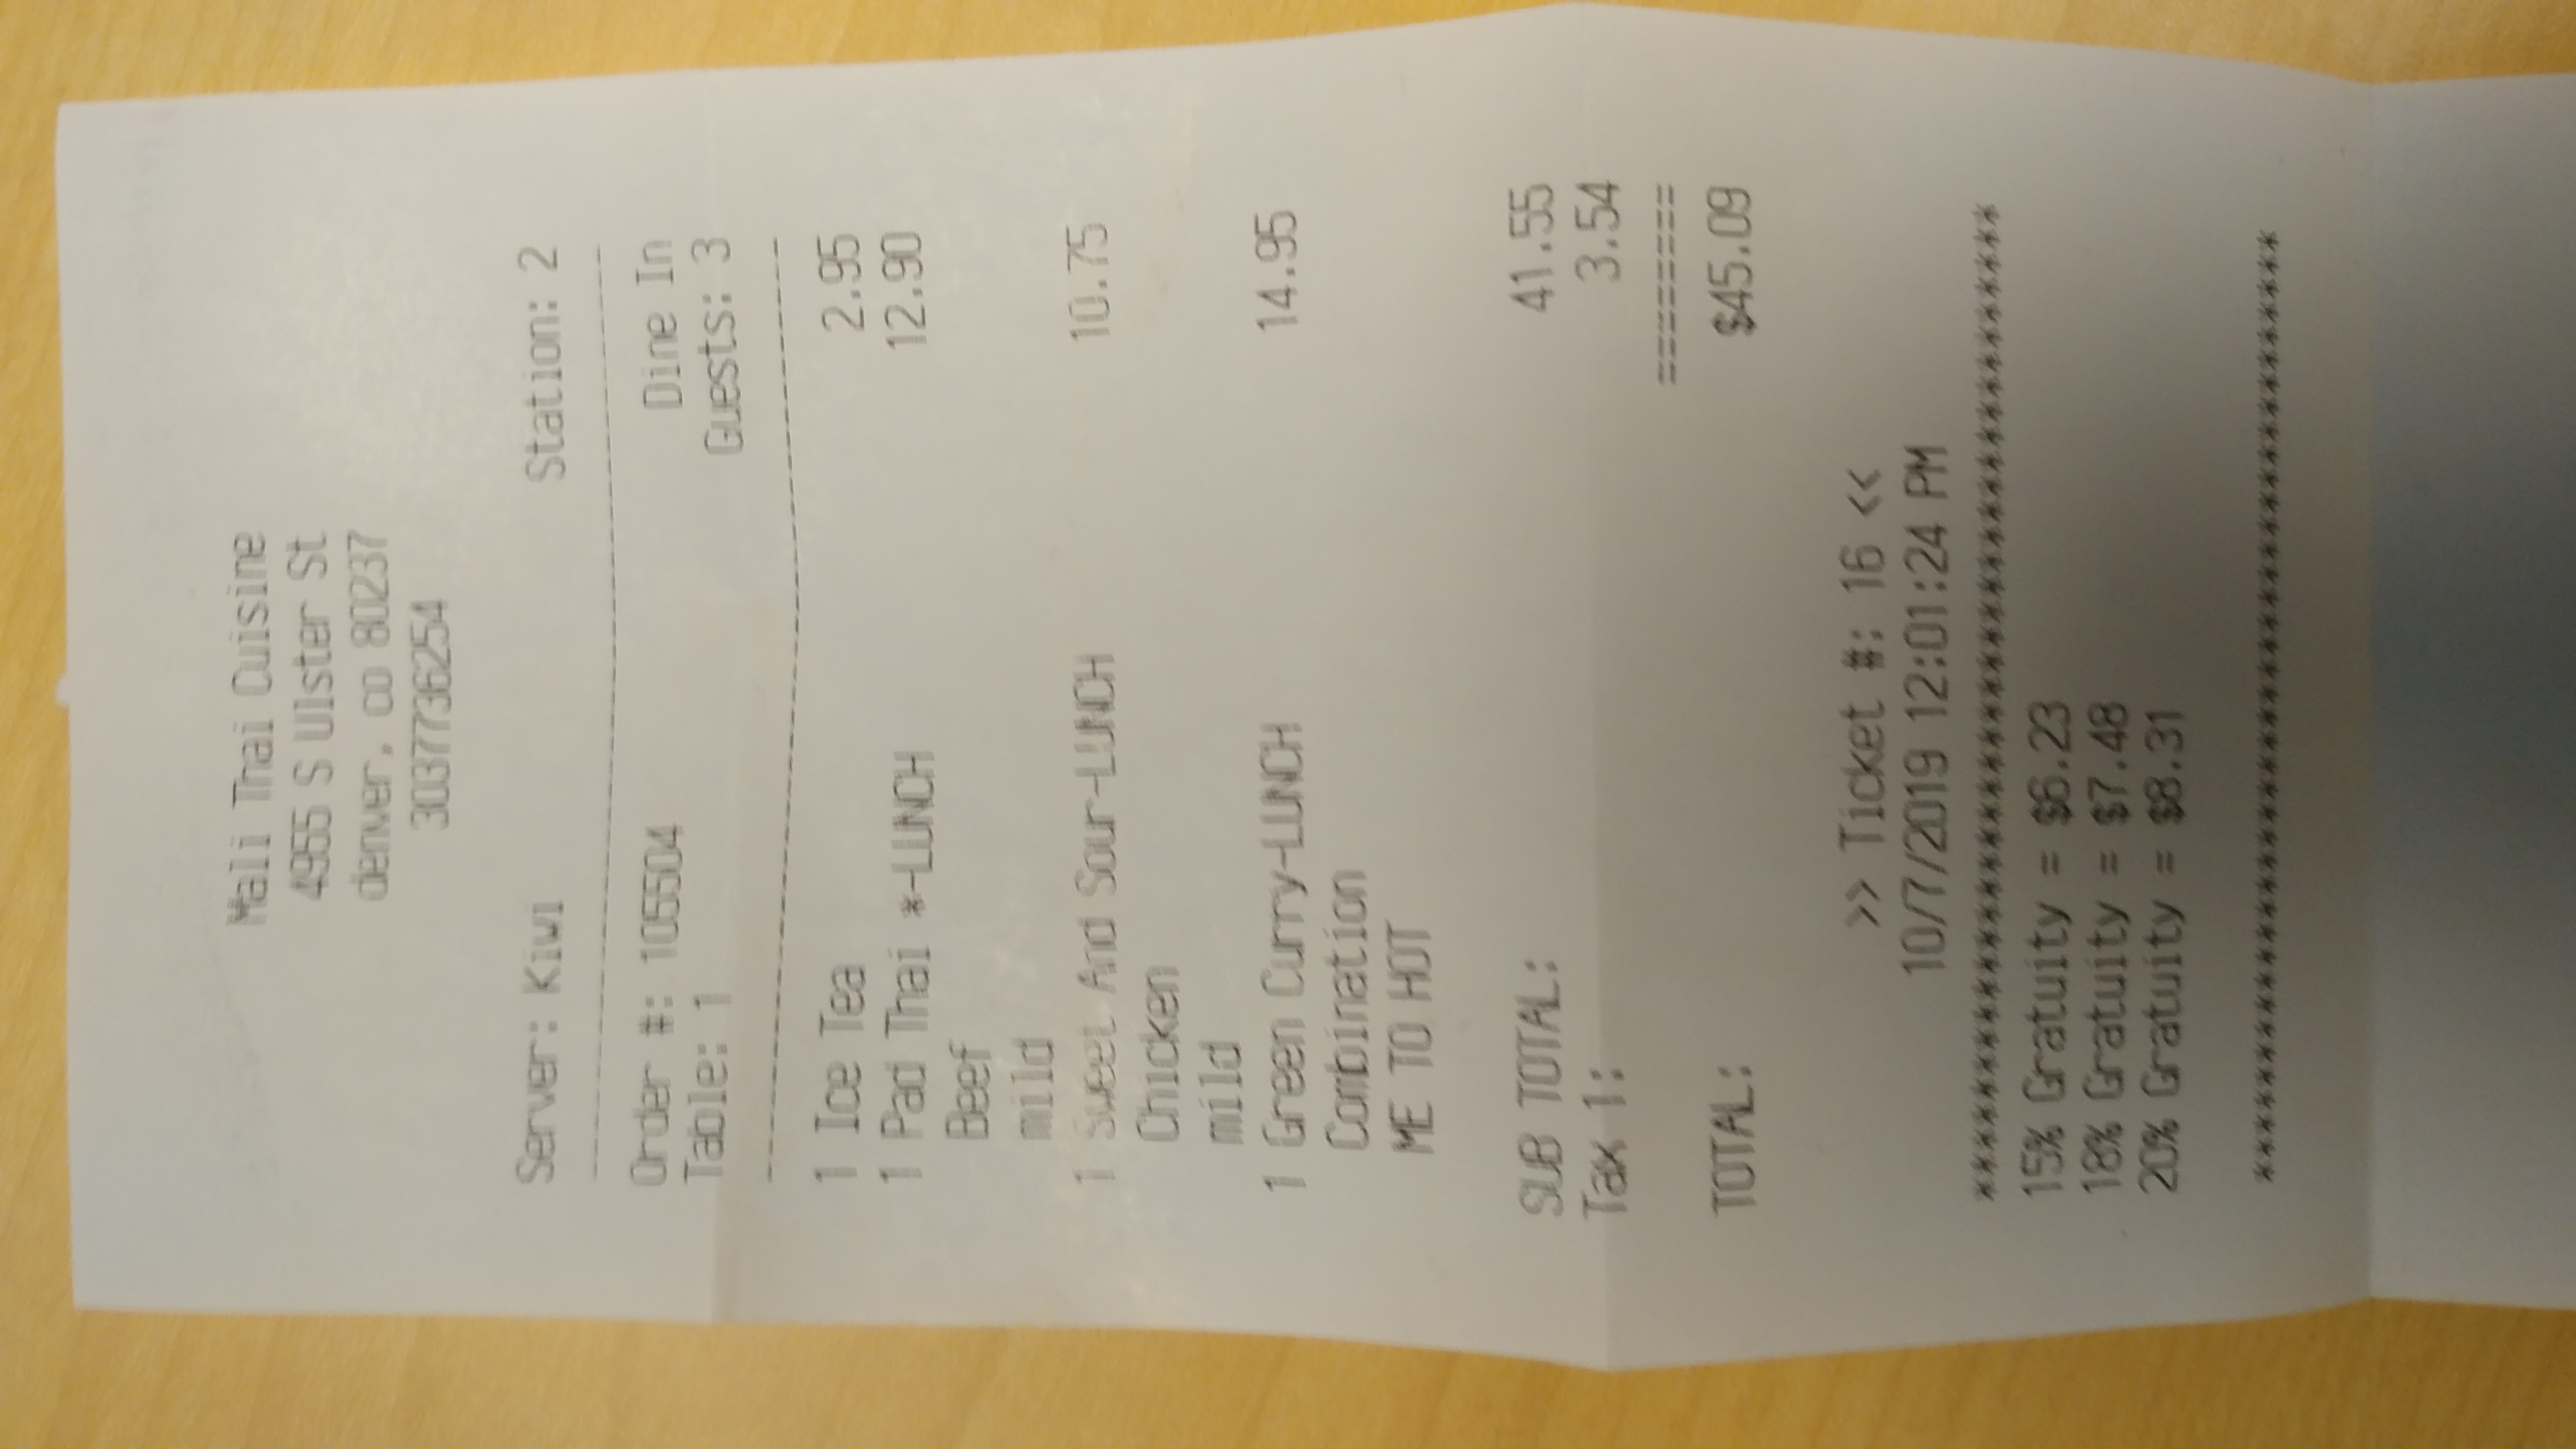 Mali Thai Cuisine
4955 S Ulster St
denver, co 80237
3037736254
Server: Kiwi Station: 2
----------------------------------------
Order #: 105504 Dine In
Table: 1 Guests: 3
----------------------------------------
1 Ice Tea 2.95
1 Pad Thai *-LUNCH 12.90
Beef
mild
1 Sweet And Sour-LUNCH 10.75
Chicken
mild
1 Green Curry-LUNCH 14.95
Combination
ME TO HOT
SUB TOTAL: 41.55
Tax 1: 3.54
========
TOTAL: $45.09
>> Ticket #: 16 <<
10/7/2019 12:01:24 PM
****************************************
15% Gratuity = $6.23
18% Gratuity = $7.48
20% Gratuity = $8.31
****************************************